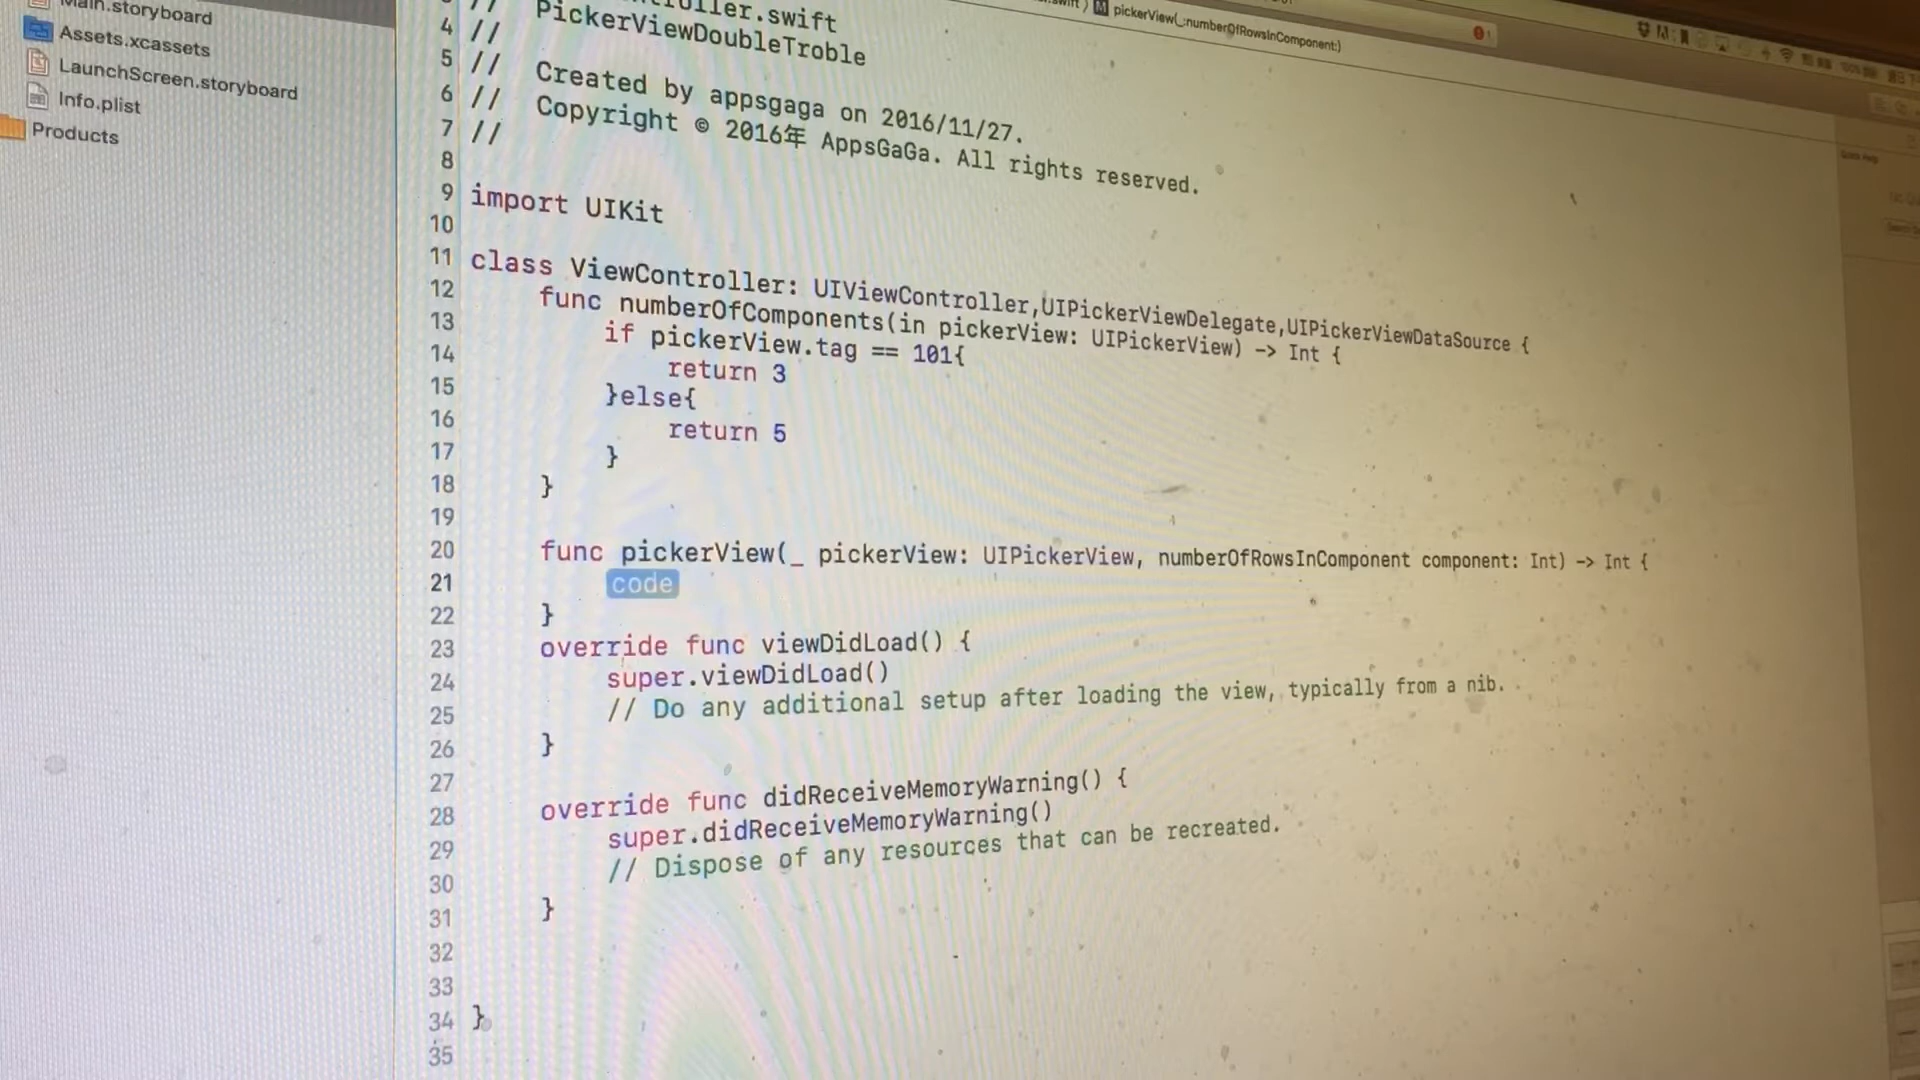 Main.storyboard
Assets.xcassets
LaunchScreen.storyboard
Info.plist
Products
pickerView(_:numberOfRowsInComponent:)
4 // PickerViewDoubleTroble
5 //
6 // Created by appsgaga on 2016/11/27.
7 // Copyright © 2016年 AppsGaGa. All rights reserved.
8
9 import UIKit
10
11 class ViewController: UIViewController,UIPickerViewDelegate,UIPickerViewDataSource {
12 func numberOfComponents(in pickerView: UIPickerView) -> Int {
13 if pickerView.tag == 101{
14 return 3
15 }else{
16 return 5
17 }
18 }
19
20 func pickerView(_ pickerView: UIPickerView, numberOfRowsInComponent component: Int) -> Int {
21 code
22 }
23 override func viewDidLoad() {
24 super.viewDidLoad()
25 // Do any additional setup after loading the view, typically from a nib.
26 }
27
28 override func didReceiveMemoryWarning() {
29 super.didReceiveMemoryWarning()
30 // Dispose of any resources that can be recreated.
31 }
32
33
34 }
35